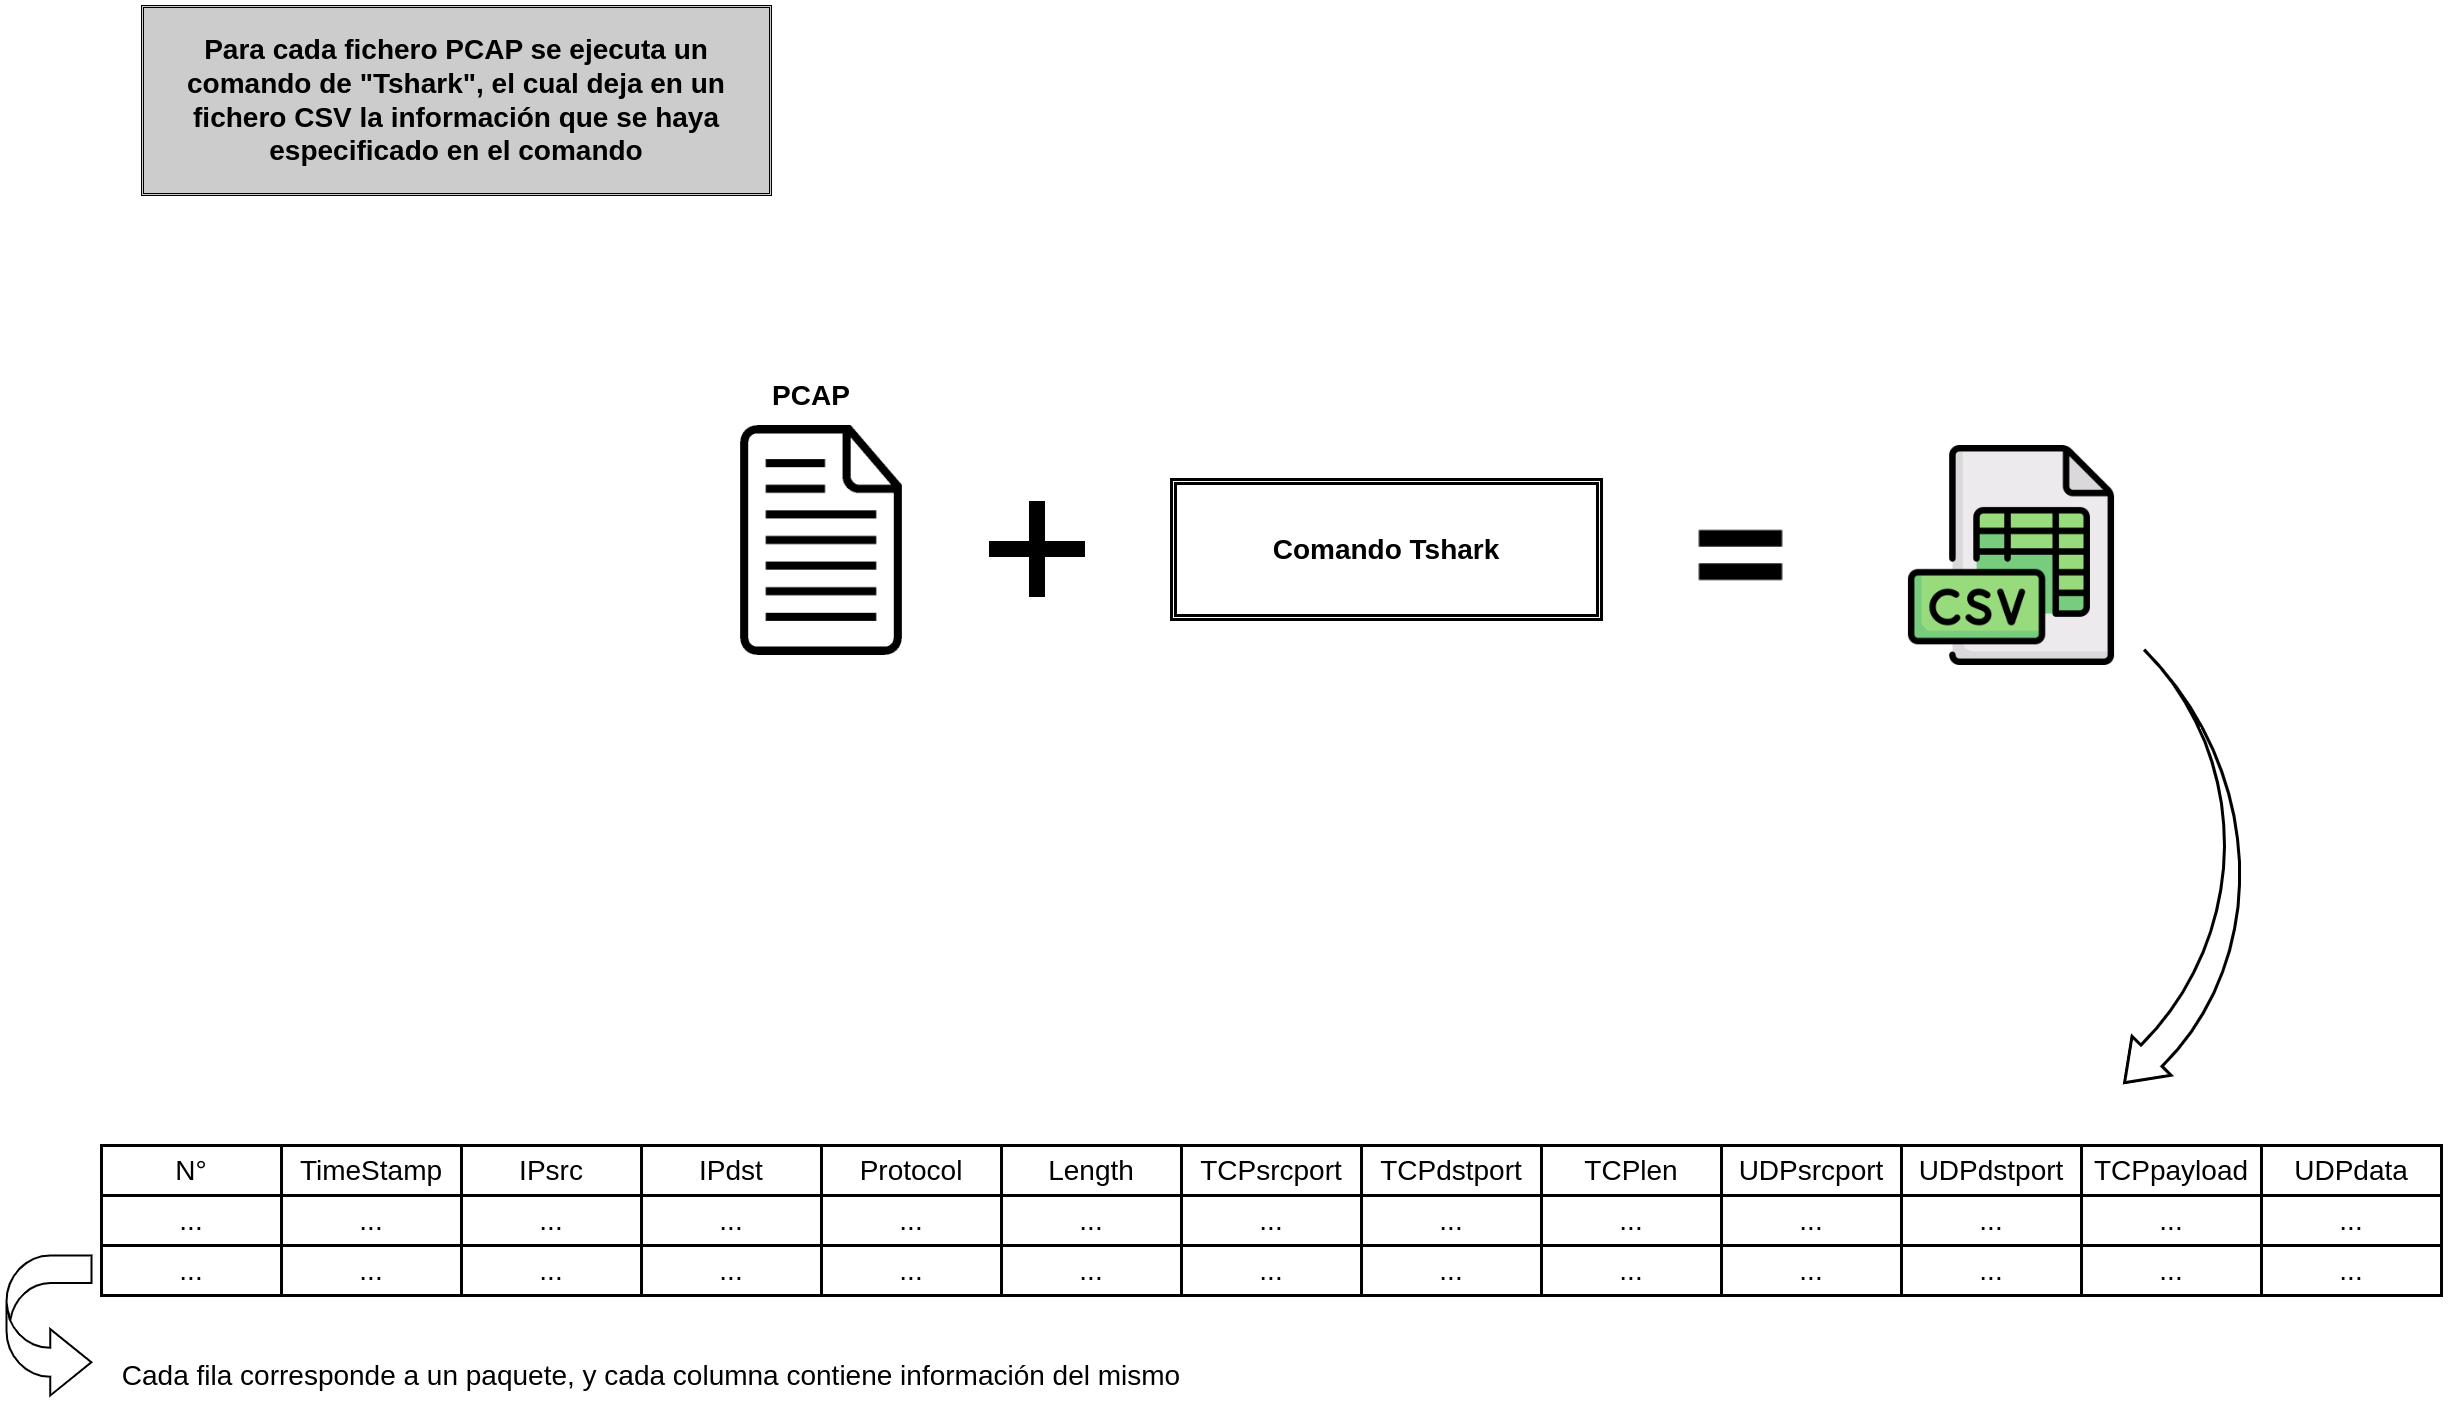 Para cada fichero PCAP se ejecuta un
comando de "Tshark", el cual deja en un
fichero CSV la información que se haya
especificado en el comando
PCAP
Comando Tshark
CSV
N° TimeStamp IPsrc IPdst Protocol Length TCPsrcport TCPdstport TCPlen UDPsrcport UDPdstport TCPpayload UDPdata
... ... ... ... ... ... ... ... ... ... ... ... ...
... ... ... ... ... ... ... ... ... ... ... ... ...
Cada fila corresponde a un paquete, y cada columna contiene información del mismo